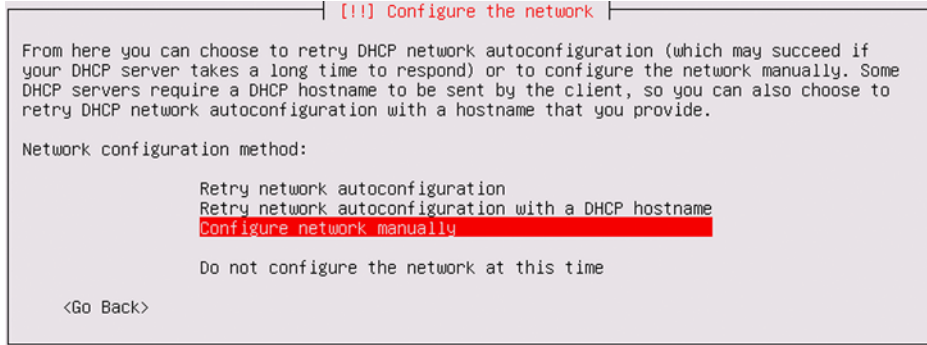 [!!] Configure the network
From here you can choose to retry DHCP network autoconfiguration (which may succeed if
your DHCP server takes a long time to respond) or to configure the network manually. Some
DHCP servers require a DHCP hostname to be sent by the client, so you can also choose to
retry DHCP network autoconfiguration with a hostname that you provide.
Network configuration method:
Retry network autoconfiguration
Retry network autoconfiguration with a DHCP hostname
Configure network manually
Do not configure the network at this time
<Go Back>